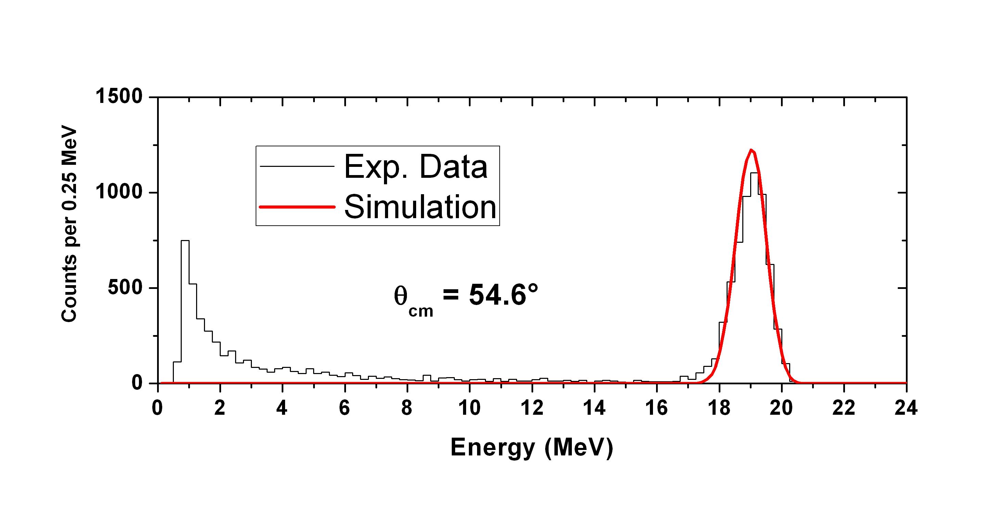 1500
1000
500
0
Counts per 0.25 MeV
Exp. Data
Simulation
θcm = 54.6°
0 2 4 6 8 10 12 14 16 18 20 22 24
Energy (MeV)